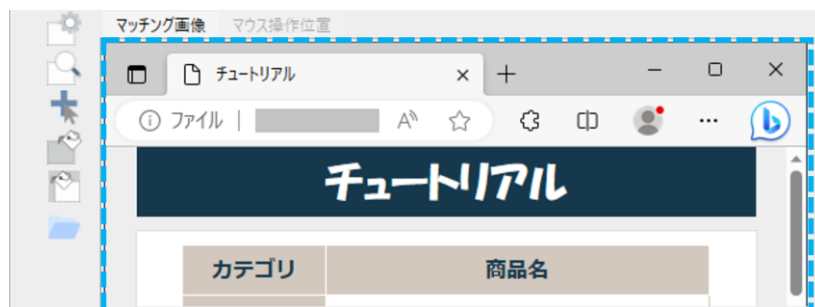 マッチング画像 マウス操作位置
チュートリアル
ファイル
チュートリアル
カテゴリ 商品名